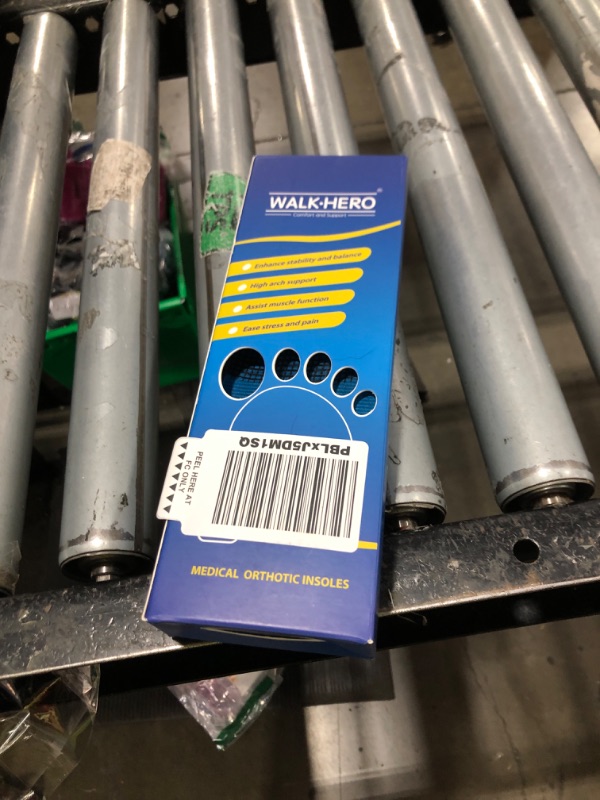 WALK·HERO®
Comfort and Support
Enhance stability and balance
High arch support
Assist muscle function
Ease stress and pain
PBLxJ5DM1SQ
PEEL HERE AT
FC ONLY
MEDICAL ORTHOTIC INSOLES